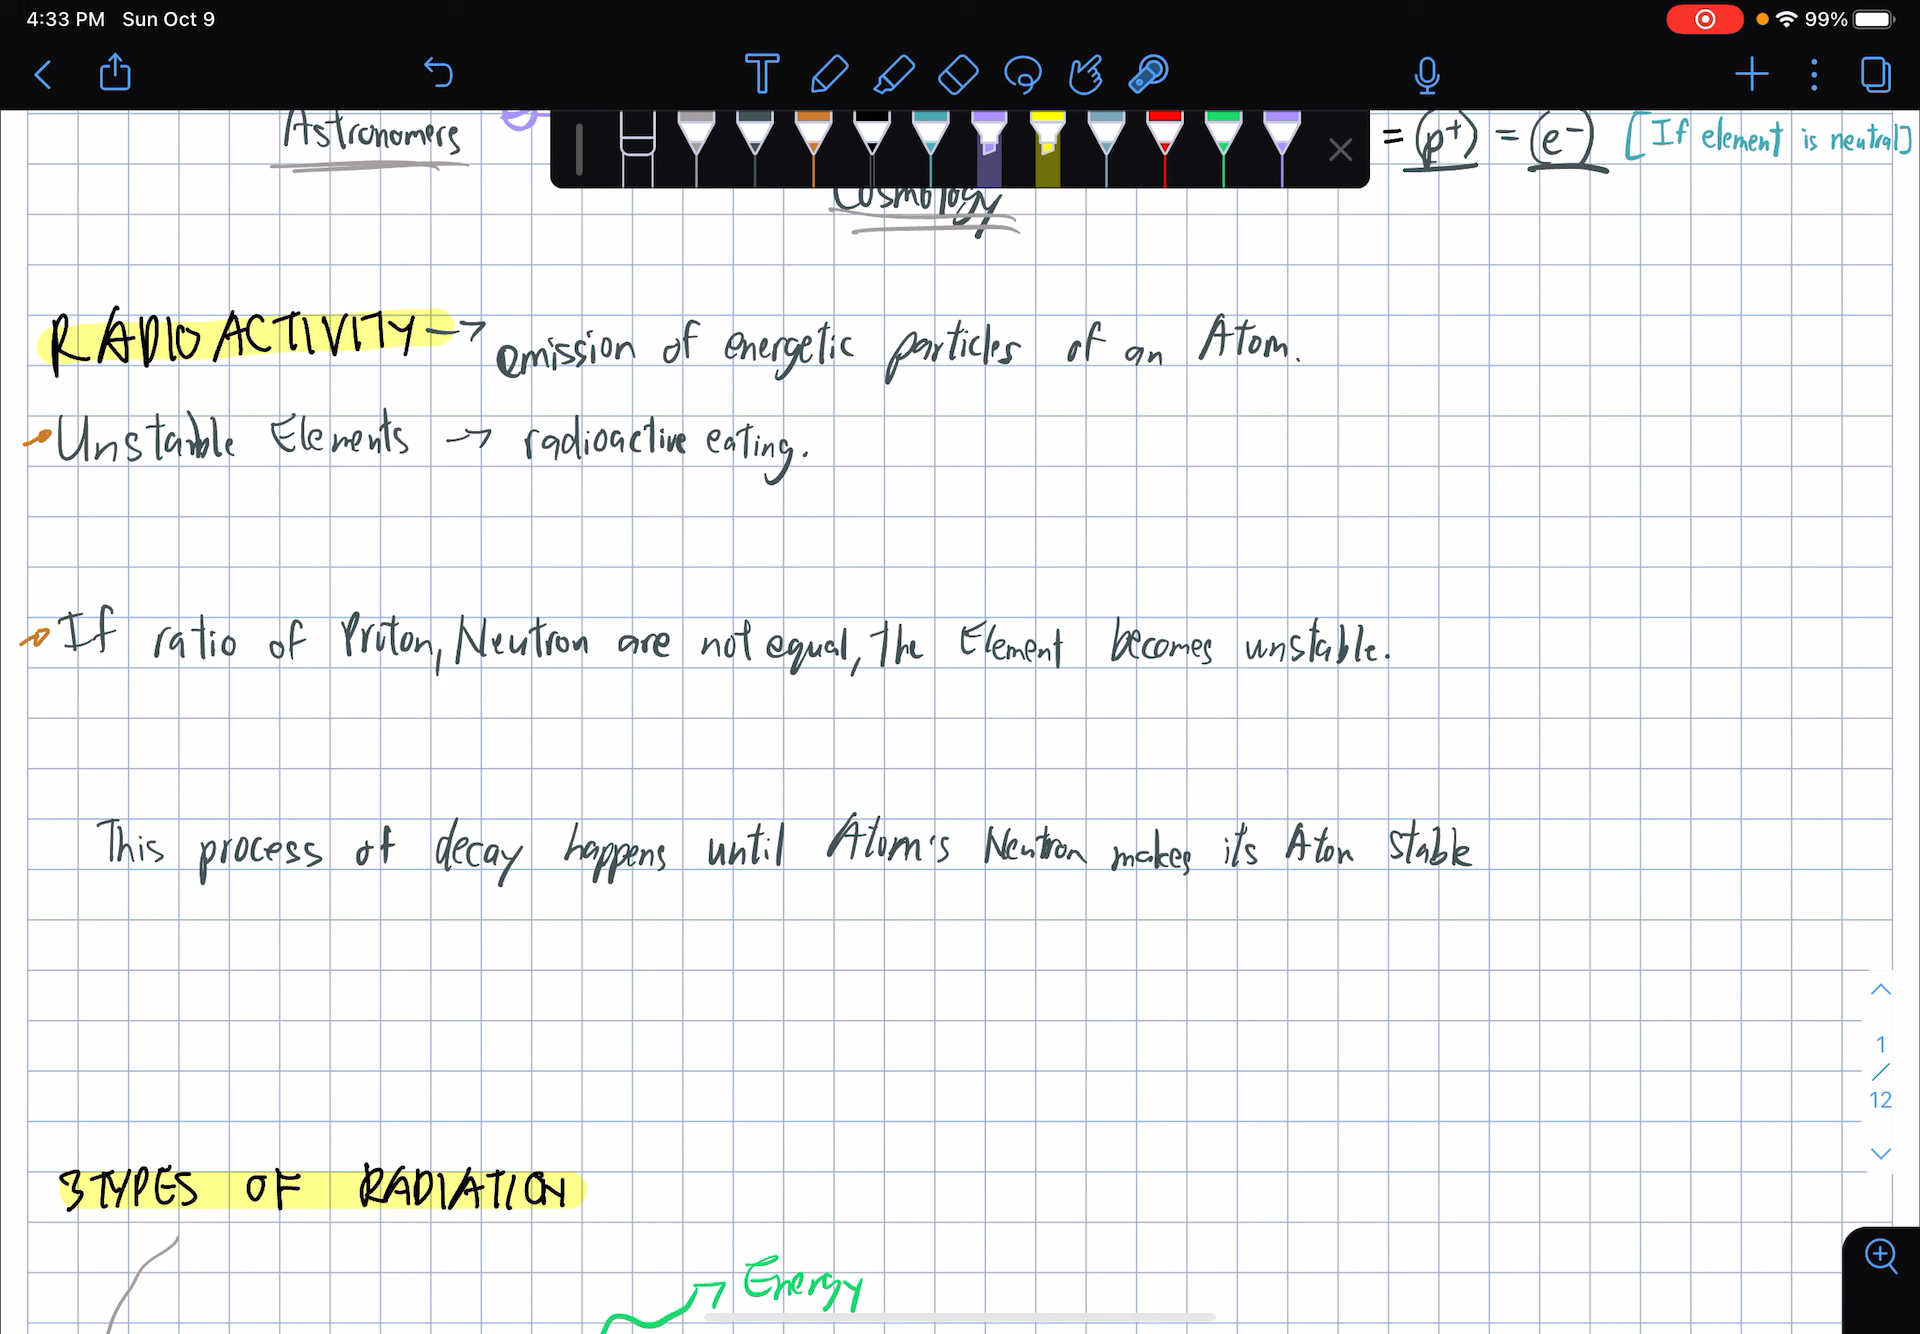 4:33 PM Sun Oct 9
99%
Astronomers
= (p+) = (e-) [If element is neutral]
Cosmology
RADIOACTIVITY → emission of energetic particles of an Atom.
Unstable Elements → radioactive eating.
If ratio of Proton, Neutron are not equal, the Element becomes unstable.
This process of decay happens until Atom's Neutron makes its Atom stable
1
/
12
3 TYPES OF RADIATION
→ Energy